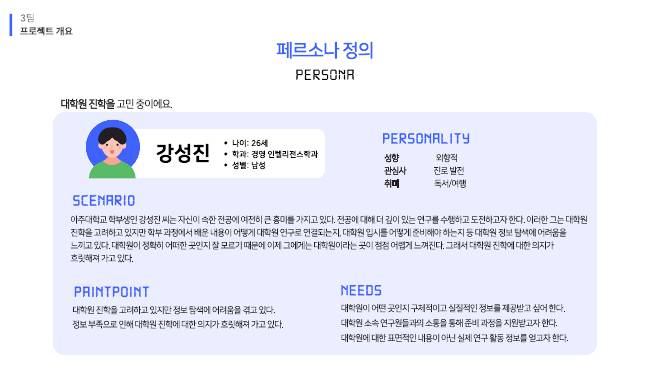 3팀
프로젝트 개요
페르소나 정의
PERSONA
대학원 진학을 고민 중이에요.
강성진
• 나이: 26세
• 학과: 경영 인텔리전스학과
• 성별: 남성
PERSONALITY
성향 외향적
관심사 진로 발전
취미 독서/여행
SCENARIO
아주대학교 학부생인 강성진 씨는 자신이 속한 전공에 여전히 큰 흥미를 가지고 있다. 전공에 대해 더 깊이 있는 연구를 수행하고 도전하고자 한다. 이러한 그는 대학원
진학을 고려하고 있지만 학부 과정에서 배운 내용이 어떻게 대학원 연구로 연결되는지, 대학원 입시를 어떻게 준비해야 하는지 등 대학원 정보 탐색에 어려움을
느끼고 있다. 대학원이 정확히 어떠한 곳인지 잘 모르기 때문에 이제 그에게는 대학원이라는 곳이 점점 어렵게 느껴진다. 그래서 대학원 진학에 대한 의지가
흐릿해져 가고 있다.
PAINTPOINT
대학원 진학을 고려하고 있지만 정보 탐색에 어려움을 겪고 있다.
정보 부족으로 인해 대학원 진학에 대한 의지가 흐릿해져 가고 있다.
NEEDS
대학원이 어떤 곳인지 구체적이고 실질적인 정보를 제공받고 싶어 한다.
대학원 소속 연구원들과의 소통을 통해 준비 과정을 지원받고자 한다.
대학원에 대한 표면적인 내용이 아닌 실제 연구 활동 정보를 얻고자 한다.